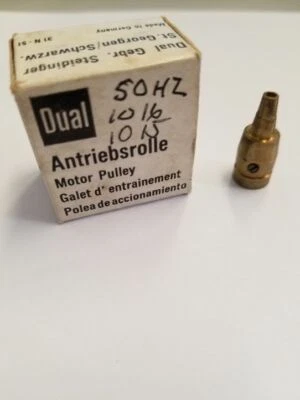 Dual Gebr. Steidinger
St. Georgen/Schwarzw.
Made in Germany
50HZ
1016
Dual
Antriebsrolle
Motor Pulley
Galet d' entrainement
Polea de accionamiento